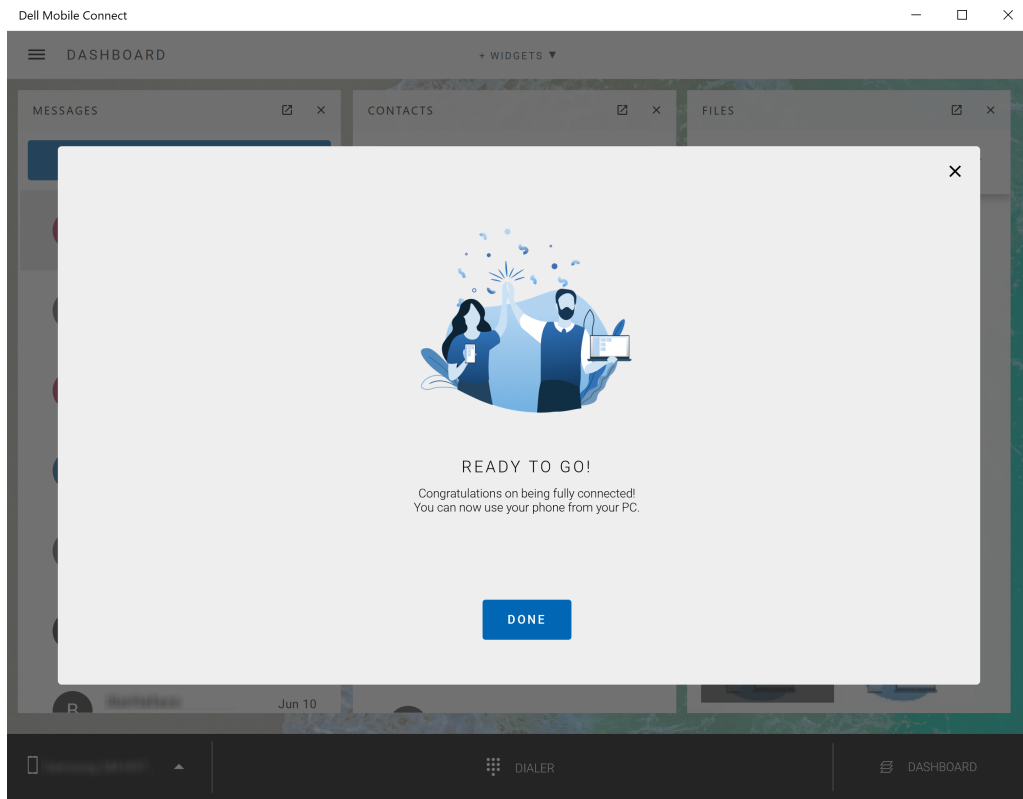 Dell Mobile Connect
DASHBOARD
+ WIDGETS
MESSAGES
CONTACTS
FILES
READY TO GO!
Congratulations on being fully connected!
You can now use your phone from your PC.
DONE
B
Jun 10
DIALER
DASHBOARD